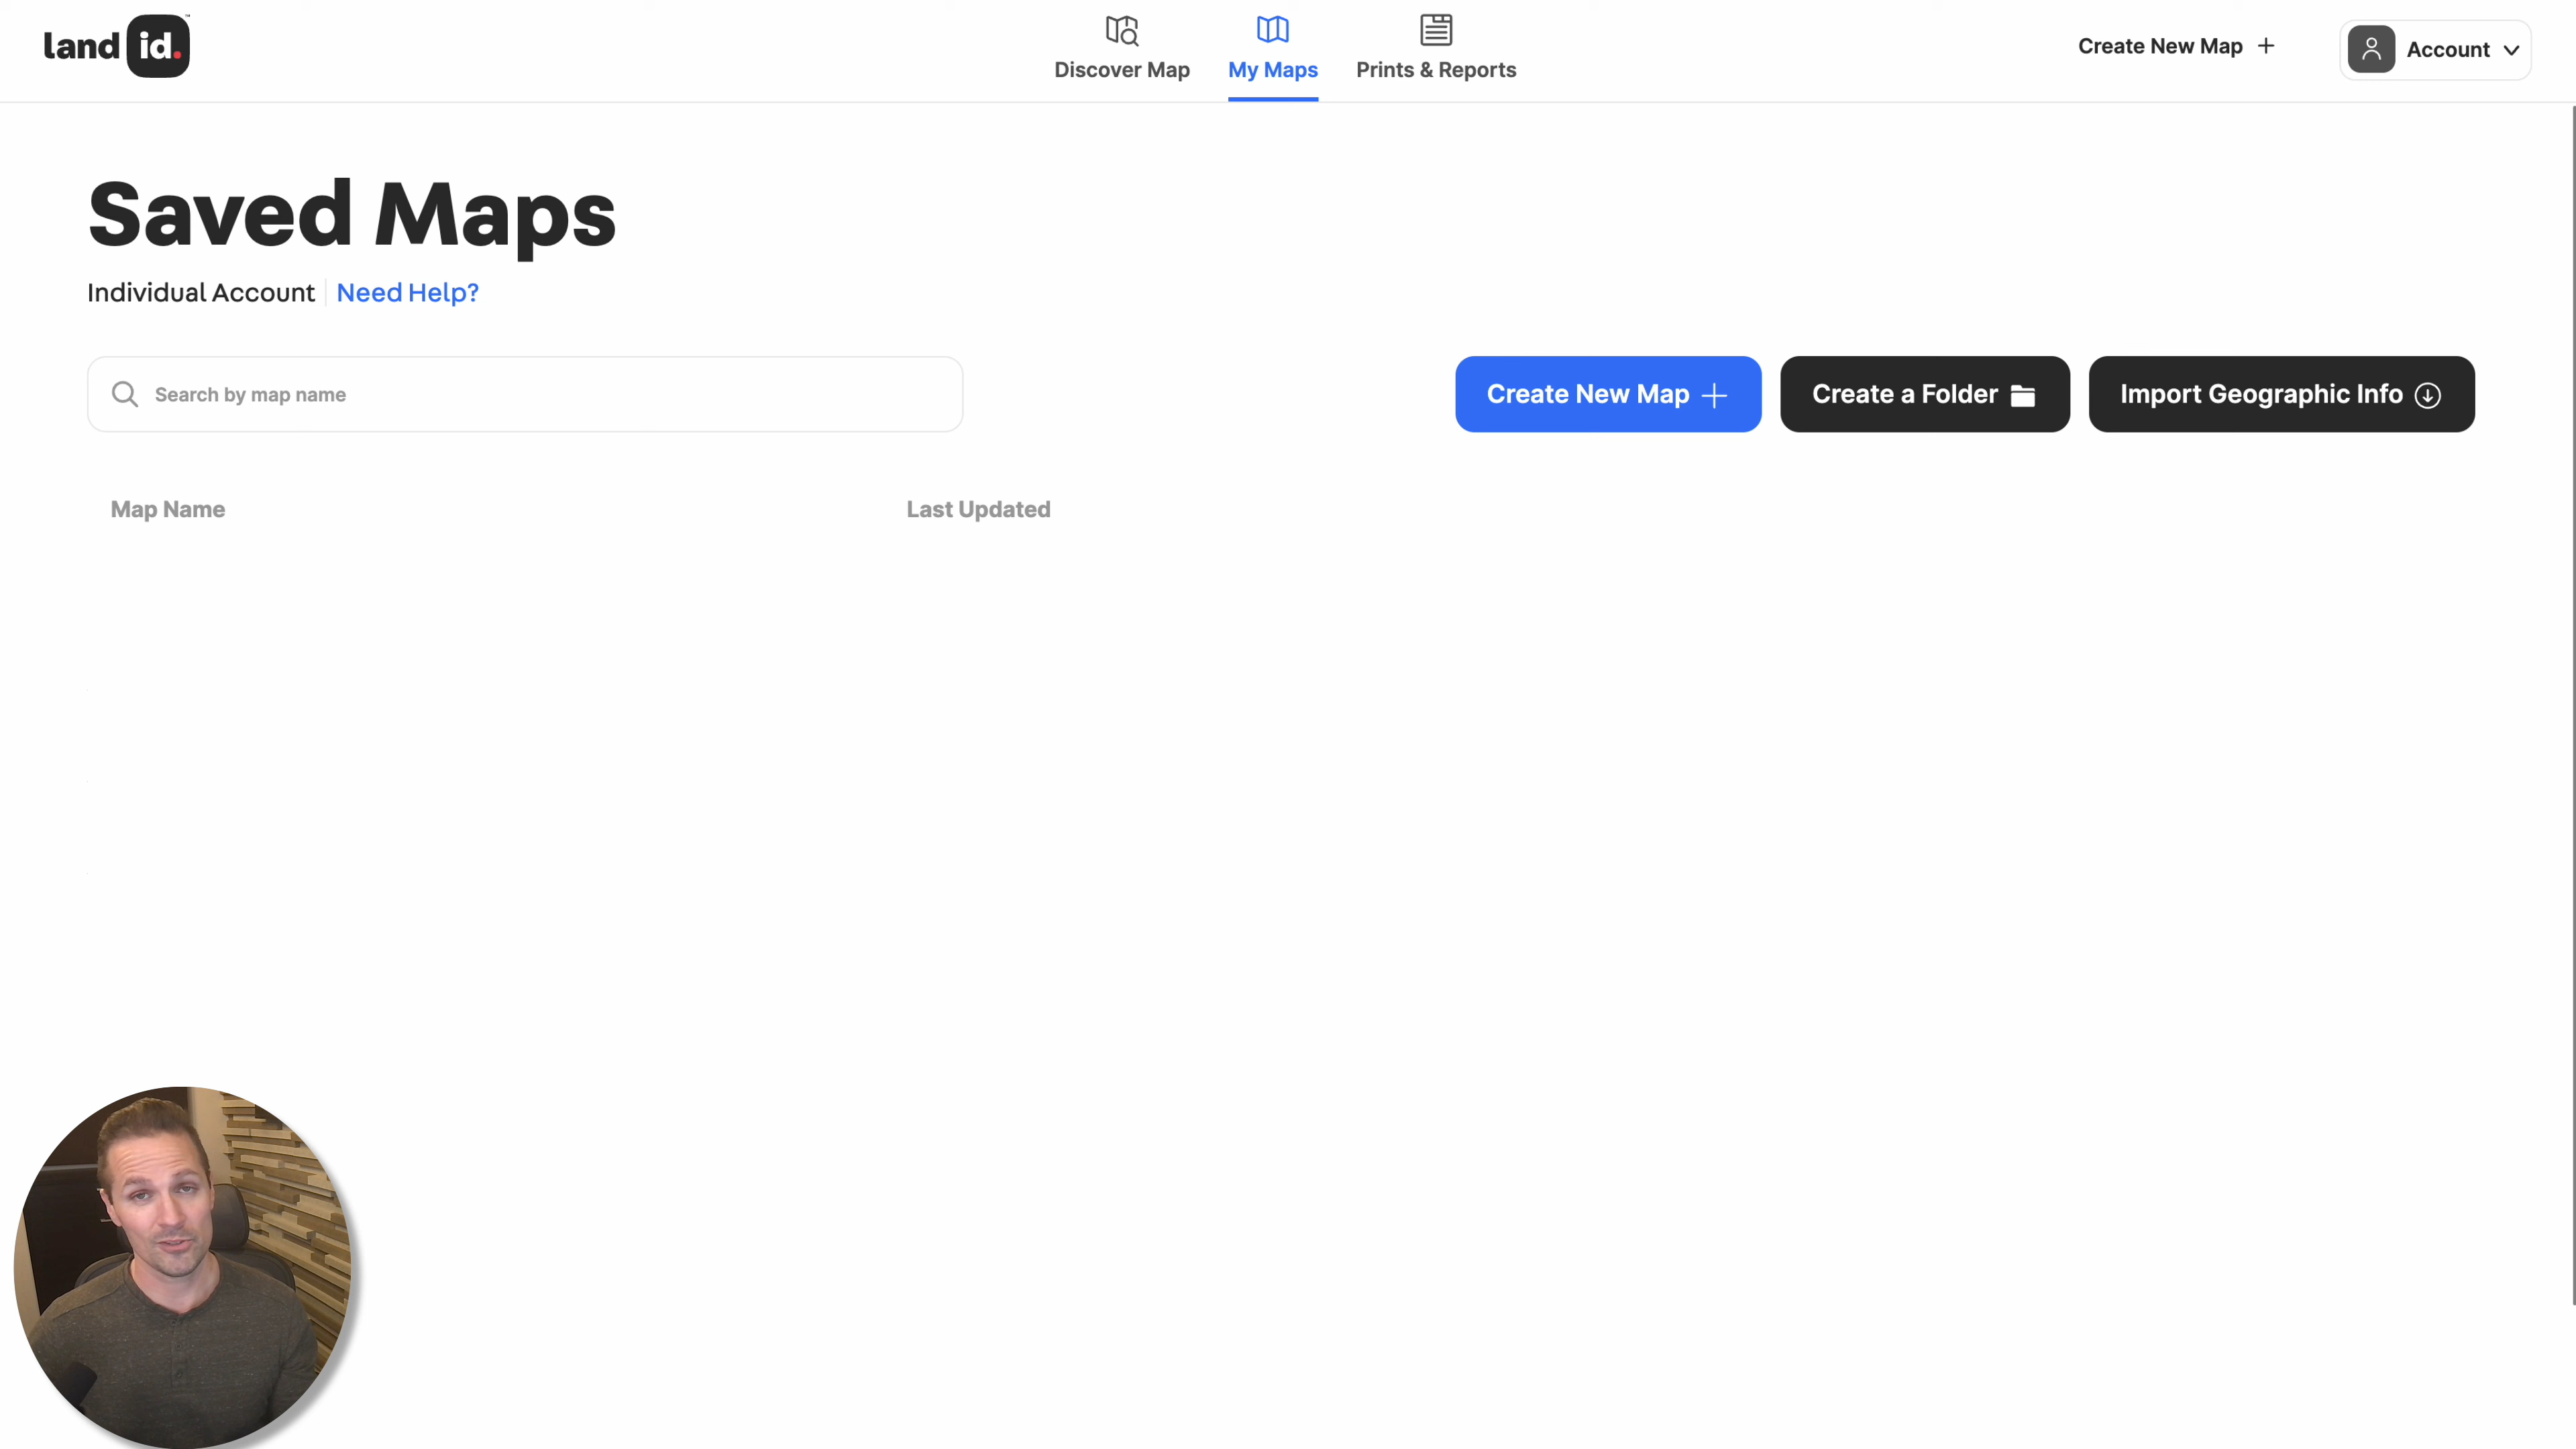 land id.™
Discover Map
My Maps
Prints & Reports
Create New Map +
Account
Saved Maps
Individual Account
Need Help?
Search by map name
Create New Map +
Create a Folder
Import Geographic Info
Map Name
Last Updated